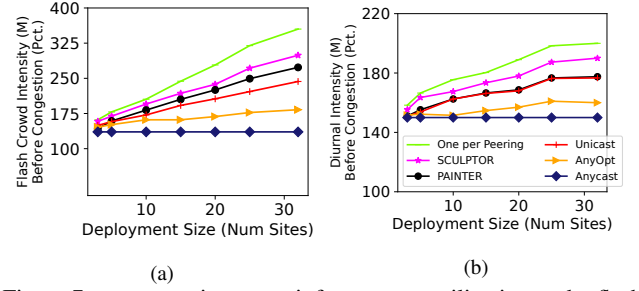 Flash Crowd Intensity (M)
Before Congestion (Pct.)
400
325
250
175
100
10
20
30
Deployment Size (Num Sites)
(a)
Diurnal Intensity (M)
Before Congestion (Pct.)
220
180
140
100
One per Peering
SCULPTOR
PAINTER
Unicast
AnyOpt
Anycast
10
20
30
Deployment Size (Num Sites)
(b)